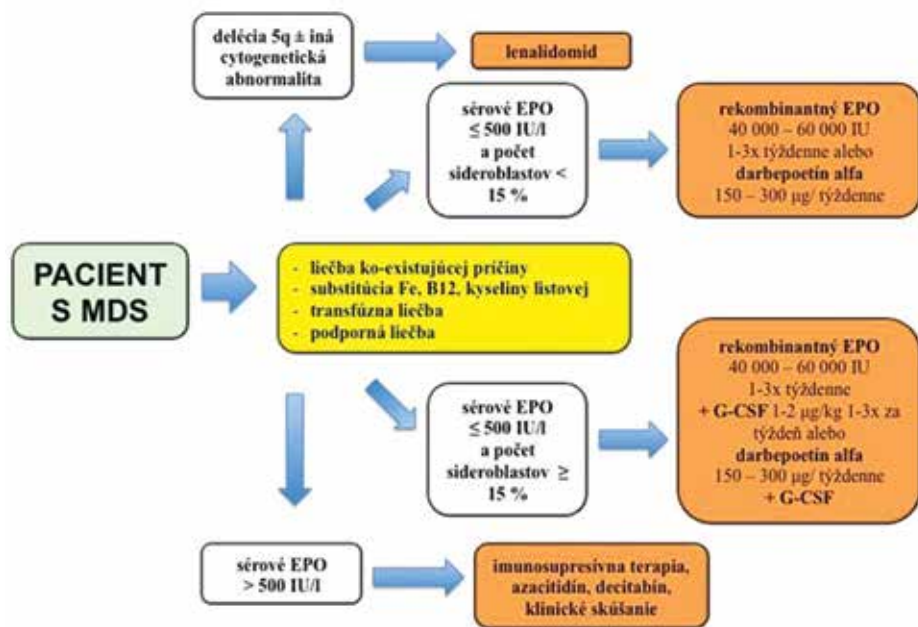 delécia 5q ± iná
cytogenetická
abnormalita
lenalidomid
sérové EPO
≤ 500 IU/l
a počet
sideroblastov <
15 %
rekombinantný EPO
40 000 – 60 000 IU
1-3x týždenne alebo
darbepoetín alfa
150 – 300 µg/ týždenne
PACIENT
S MDS
- liečba ko-existujúcej príčiny
- substitúcia Fe, B12, kyseliny listovej
- transfúzna liečba
- podporná liečba
sérové EPO
≤ 500 IU/l
a počet
sideroblastov ≥
15 %
rekombinantný EPO
40 000 – 60 000 IU
1-3x týždenne
+ G-CSF 1-2 µg/kg 1-3x za
týždeň alebo
darbepoetín alfa
150 – 300 µg/ týždenne
+ G-CSF
sérové EPO
> 500 IU/l
imunosupresívna terapia,
azacitidín, decitabín,
klinické skúšanie